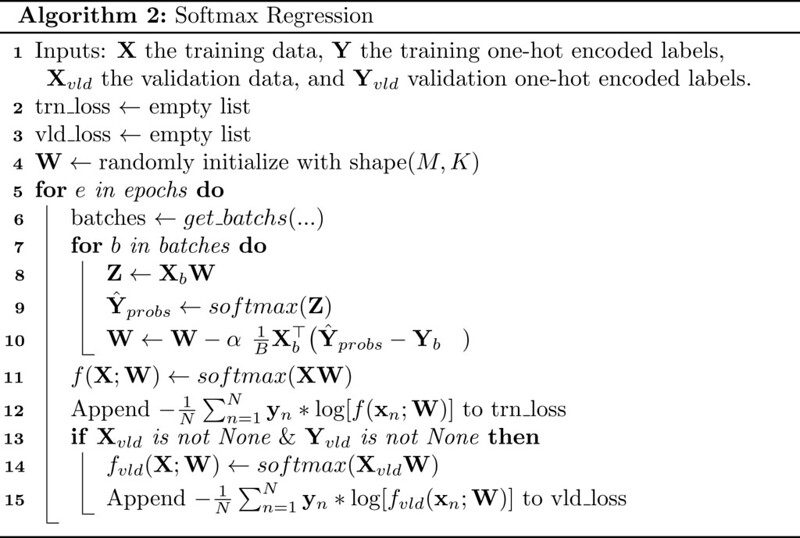 Algorithm 2: Softmax Regression
1 Inputs: X the training data, Y the training one-hot encoded labels,
X_vld the validation data, and Y_vld validation one-hot encoded labels.
2 trn_loss ← empty list
3 vld_loss ← empty list
4 W ← randomly initialize with shape(M, K)
5 for e in epochs do
6 batches ← get_batchs(...)
7 for b in batches do
8 Z ← X_b W
9 Ŷ_probs ← softmax(Z)
10 W ← W − α 1/B X_b^⊤ (Ŷ_probs − Y_b )
11 f(X; W) ← softmax(XW)
12 Append −1/N ∑_{n=1}^{N} y_n ∗ log[f(x_n; W)] to trn_loss
13 if X_vld is not None & Y_vld is not None then
14 f_vld(X; W) ← softmax(X_vld W)
15 Append −1/N ∑_{n=1}^{N} y_n ∗ log[f_vld(x_n; W)] to vld_loss